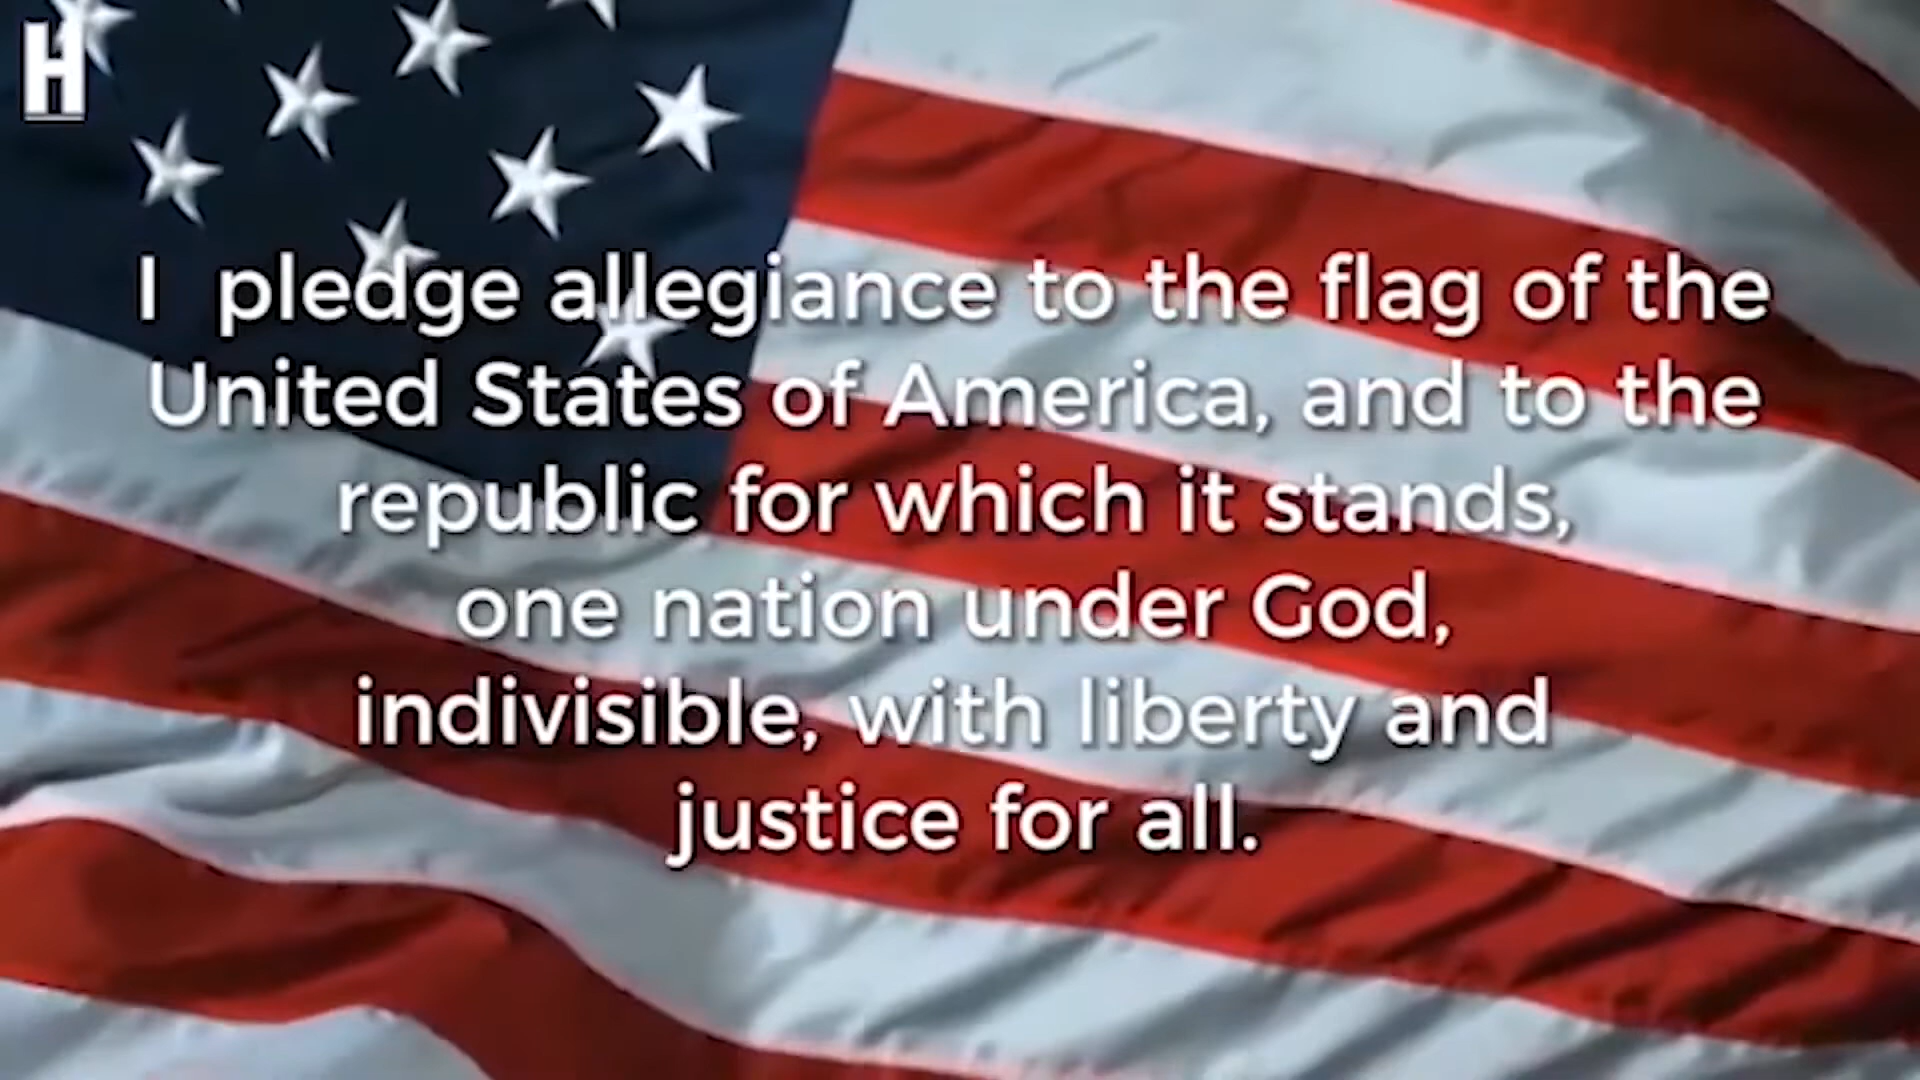 H
I pledge allegiance to the flag of the
United States of America, and to the
republic for which it stands,
one nation under God,
indivisible, with liberty and
justice for all.